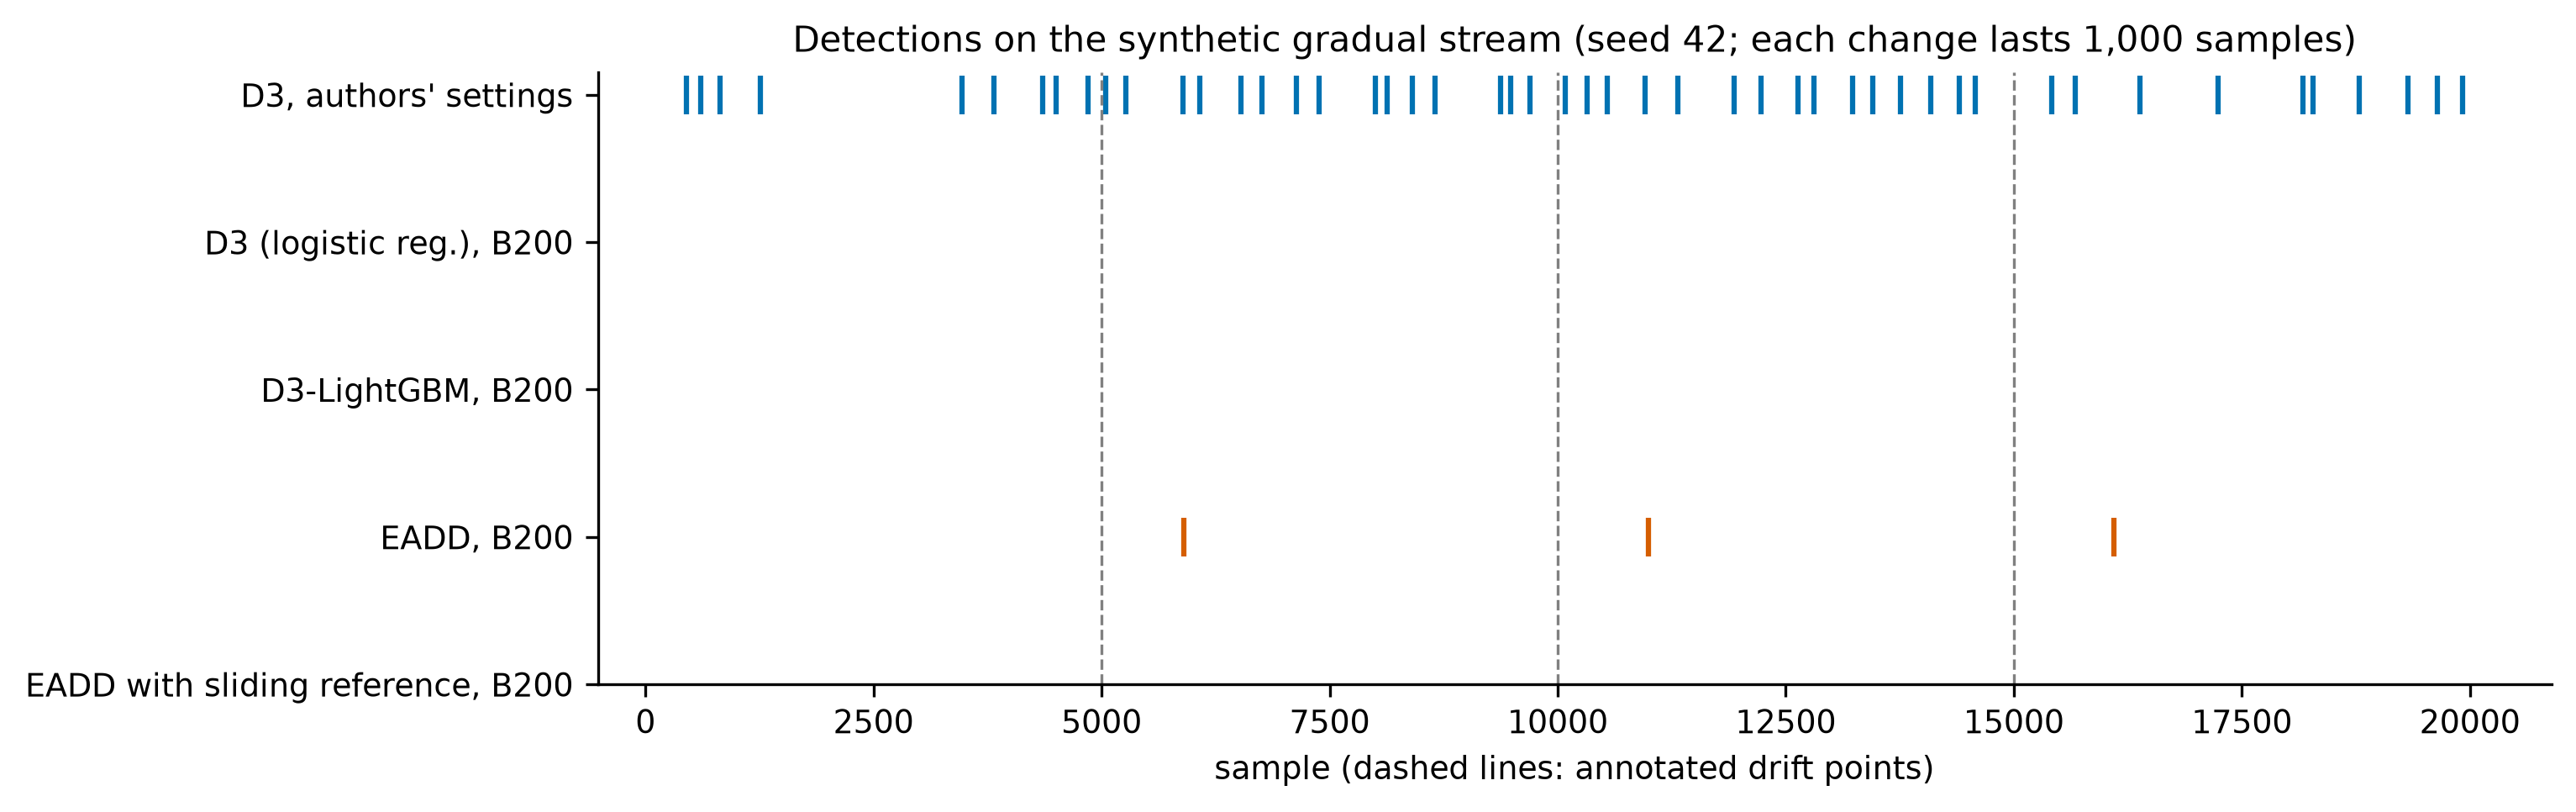 Detections on the synthetic gradual stream (seed 42; each change lasts 1,000 samples)
D3, authors' settings
D3 (logistic reg.), B200
D3-LightGBM, B200
EADD, B200
EADD with sliding reference, B200
0 2500 5000 7500 10000 12500 15000 17500 20000
sample (dashed lines: annotated drift points)